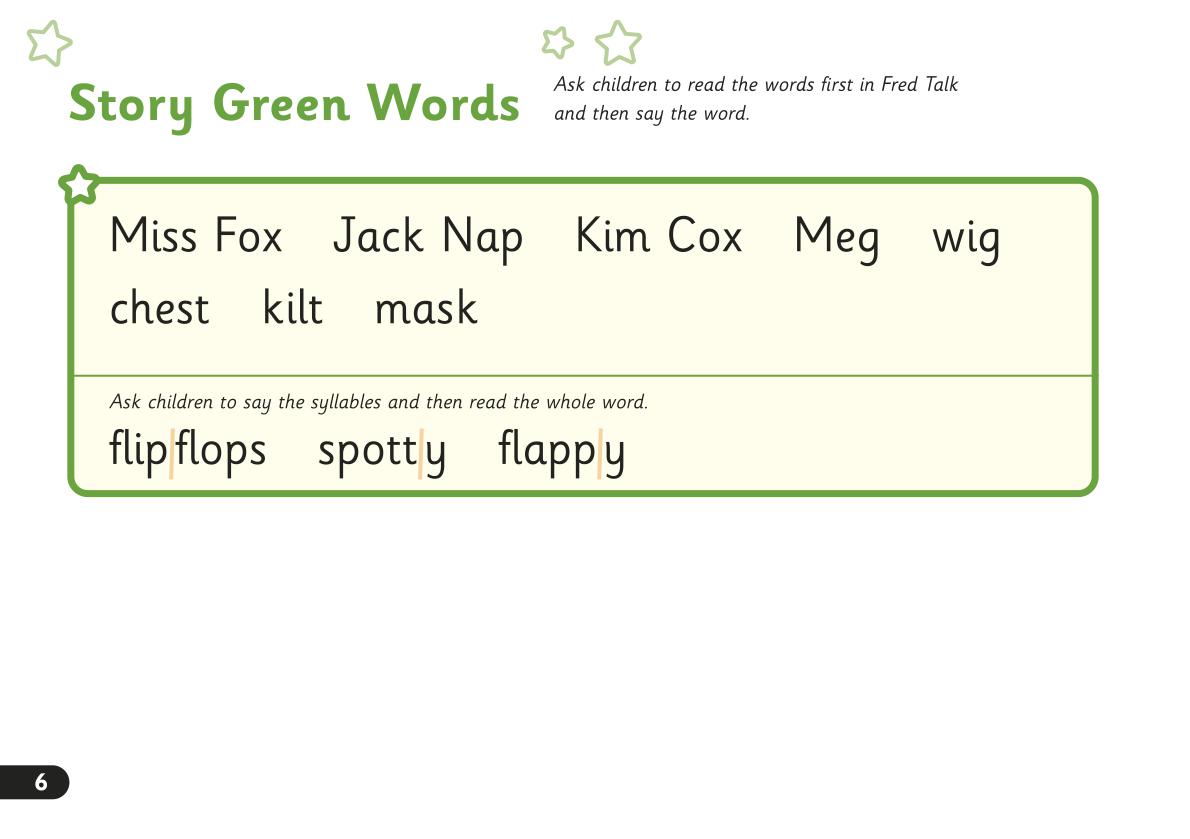 Story Green Words
Ask children to read the words first in Fred Talk
and then say the word.
Miss Fox Jack Nap Kim Cox Meg wig
chest kilt mask
Ask children to say the syllables and then read the whole word.
flip|flops spott|y flapp|y
6